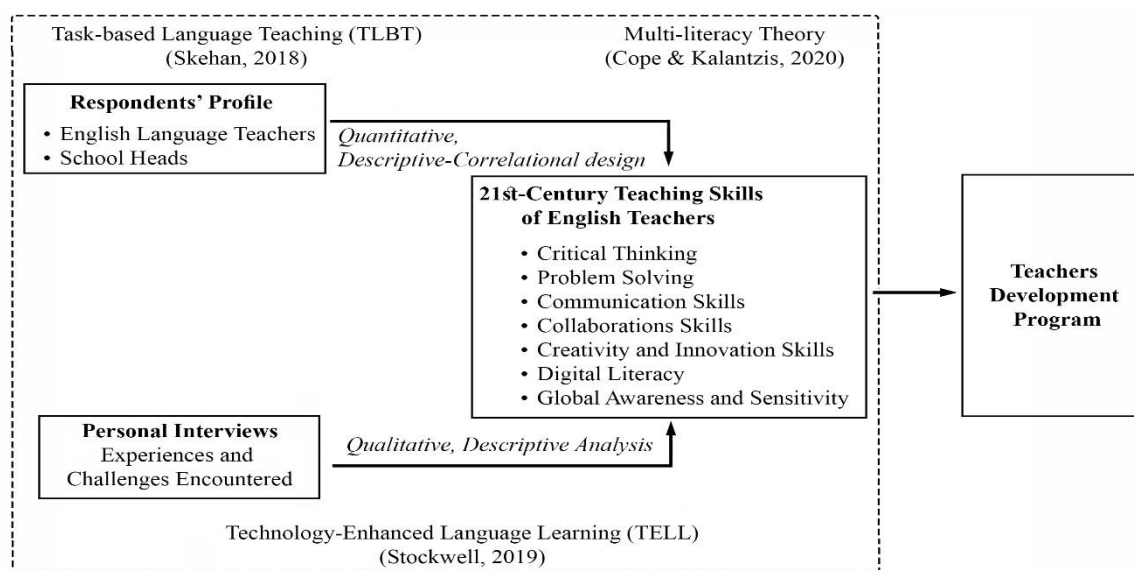 Task-based Language Teaching (TLBT)
(Skehan, 2018)
Multi-literacy Theory
(Cope & Kalantzis, 2020)
Respondents' Profile
• English Language Teachers
• School Heads
Quantitative,
Descriptive-Correlational design
21st-Century Teaching Skills
of English Teachers
• Critical Thinking
• Problem Solving
• Communication Skills
• Collaborations Skills
• Creativity and Innovation Skills
• Digital Literacy
• Global Awareness and Sensitivity
Teachers
Development
Program
Personal Interviews
Experiences and
Challenges Encountered
Qualitative, Descriptive Analysis
Technology-Enhanced Language Learning (TELL)
(Stockwell, 2019)